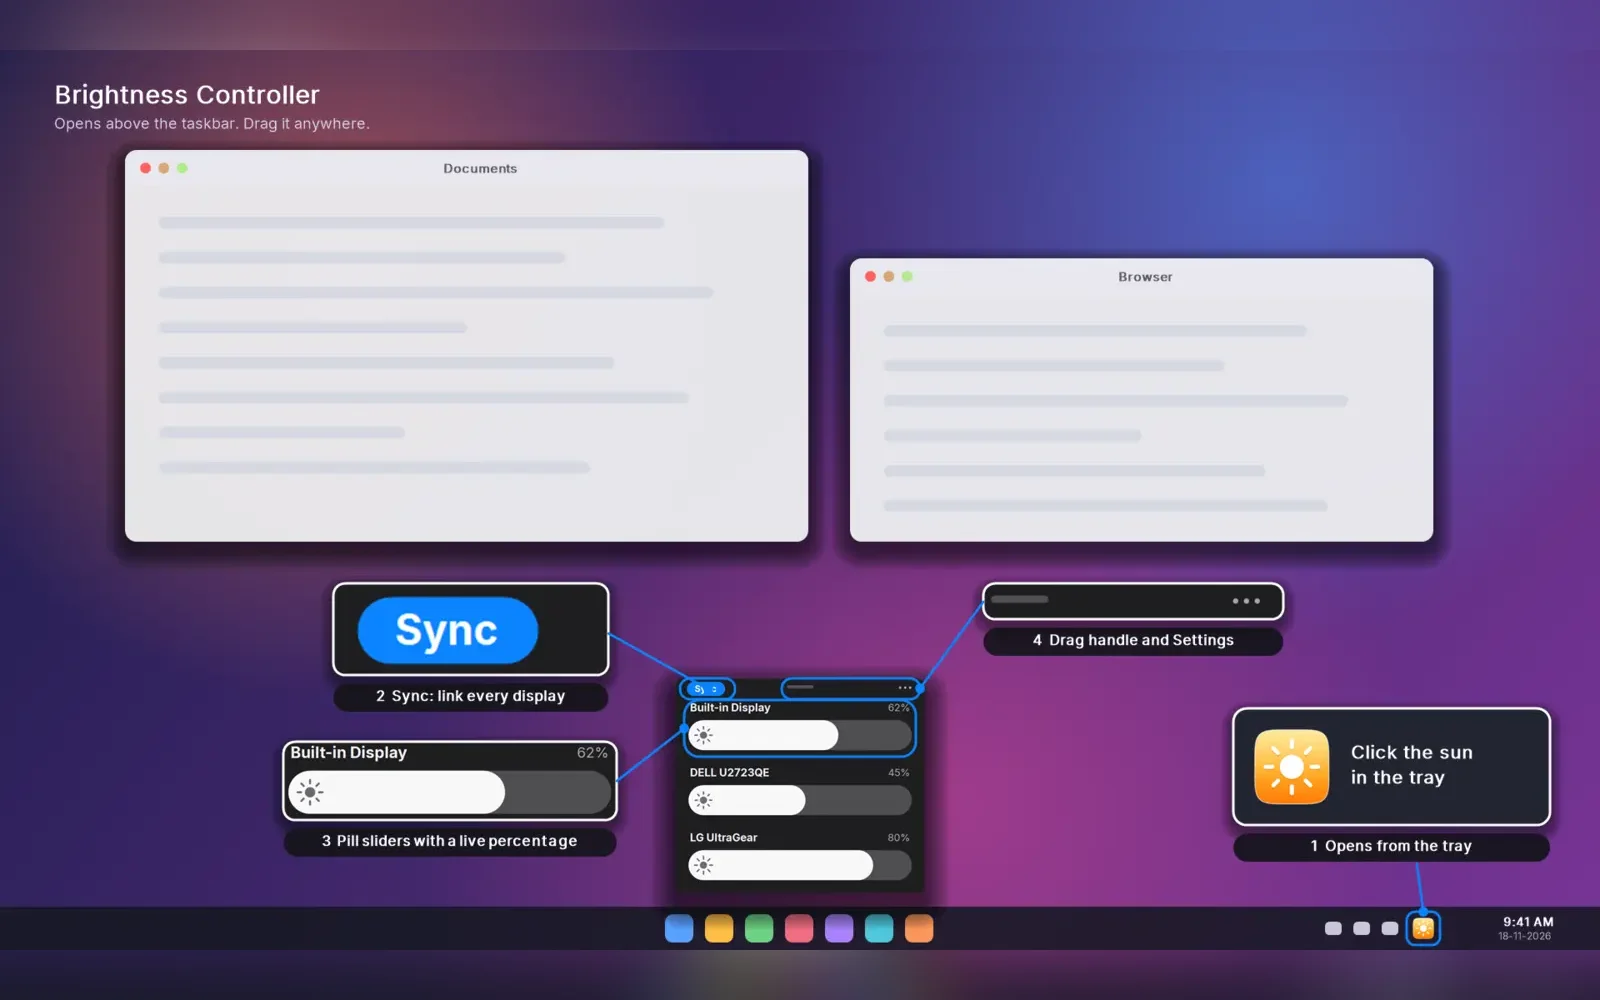 Brightness Controller
Opens above the taskbar. Drag it anywhere.
Documents
Browser
Sync
2 Sync: link every display
4 Drag handle and Settings
Built-in Display 62%
3 Pill sliders with a live percentage
Built-in Display 62%
DELL U2723QE 45%
LG UltraGear 80%
Click the sun
in the tray
1 Opens from the tray
9:41 AM
18-11-2026